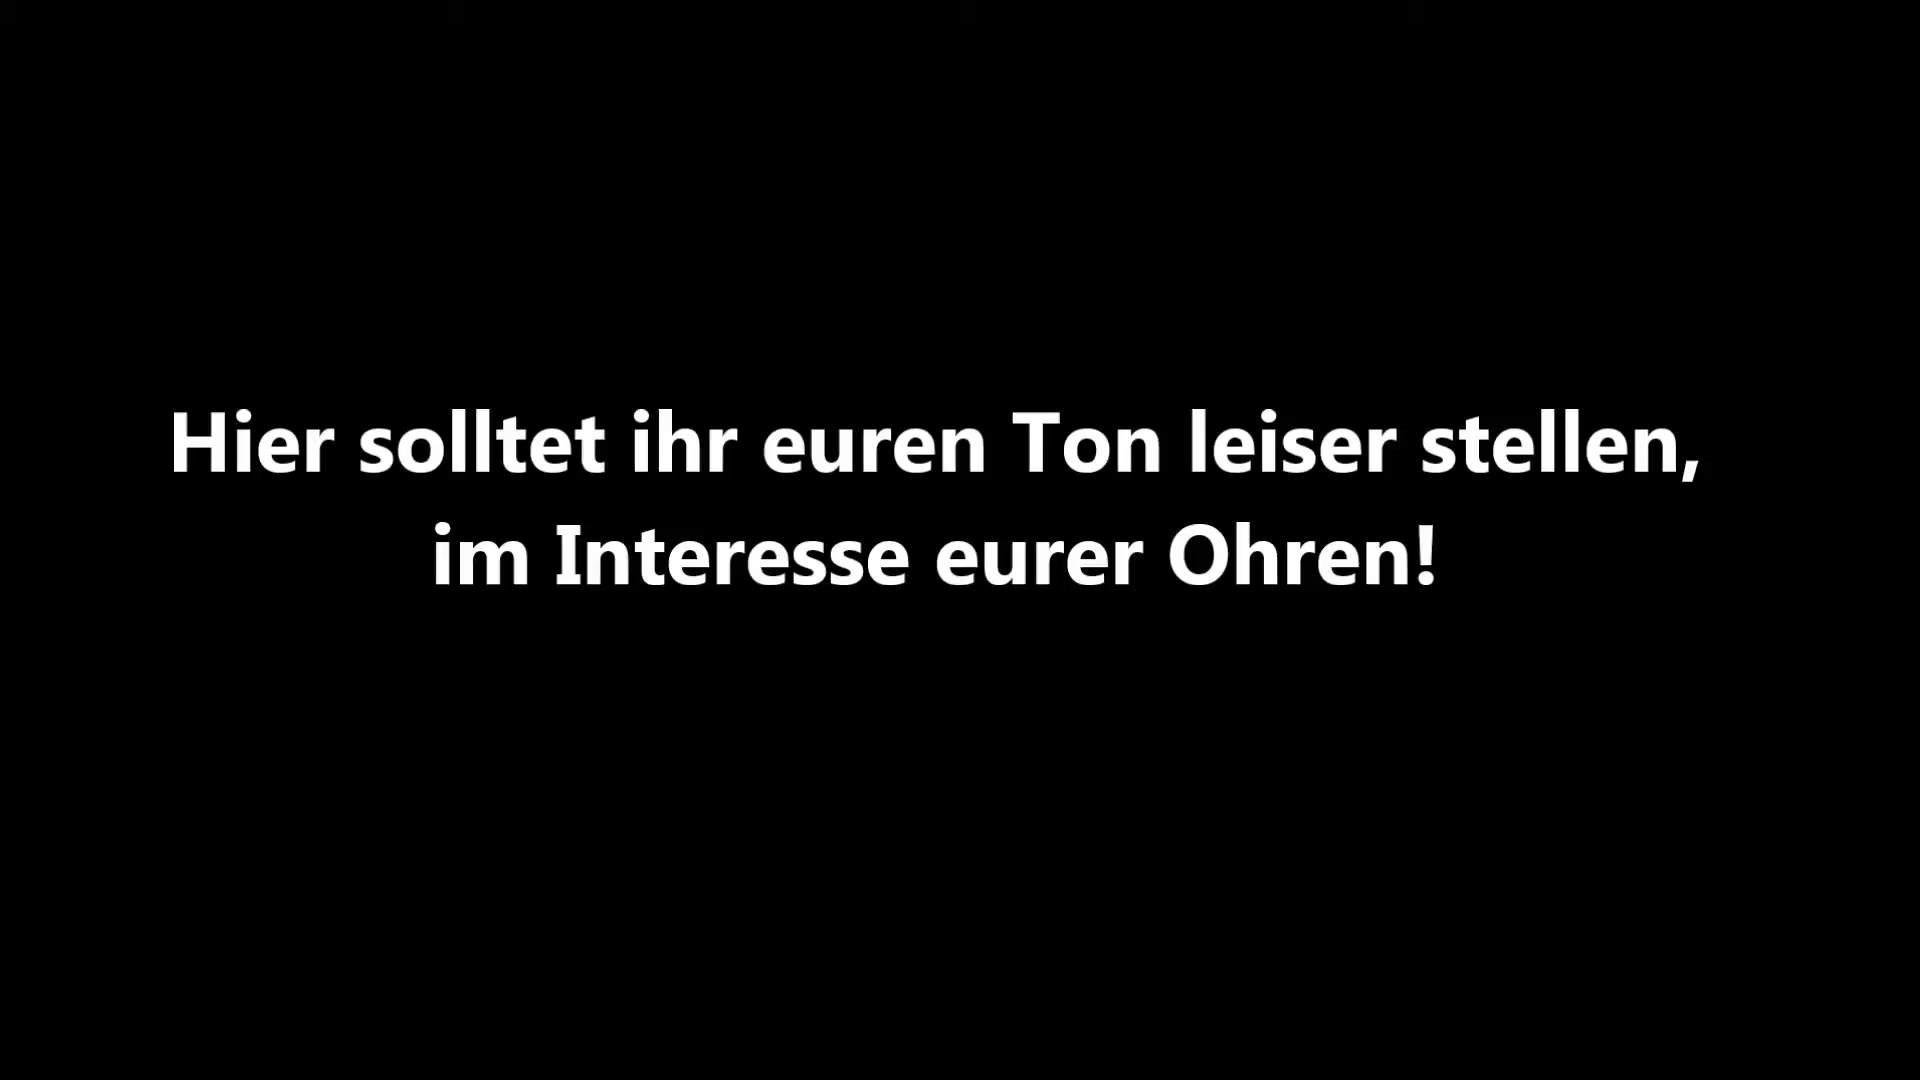 Hier solltet ihr euren Ton leiser stellen,
im Interesse eurer Ohren!